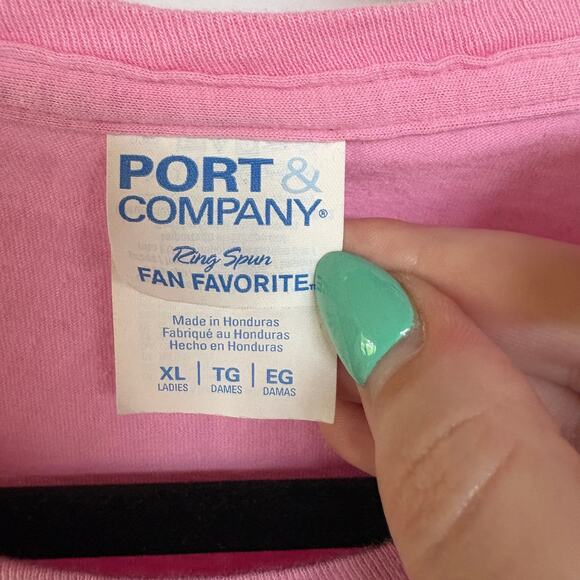 PORT &
COMPANY®
Ring Spun
FAN FAVORITE™
Made in Honduras
Fabriqué au Honduras
Hecho en Honduras
XL | TG | EG
LADIES DAMES DAMAS